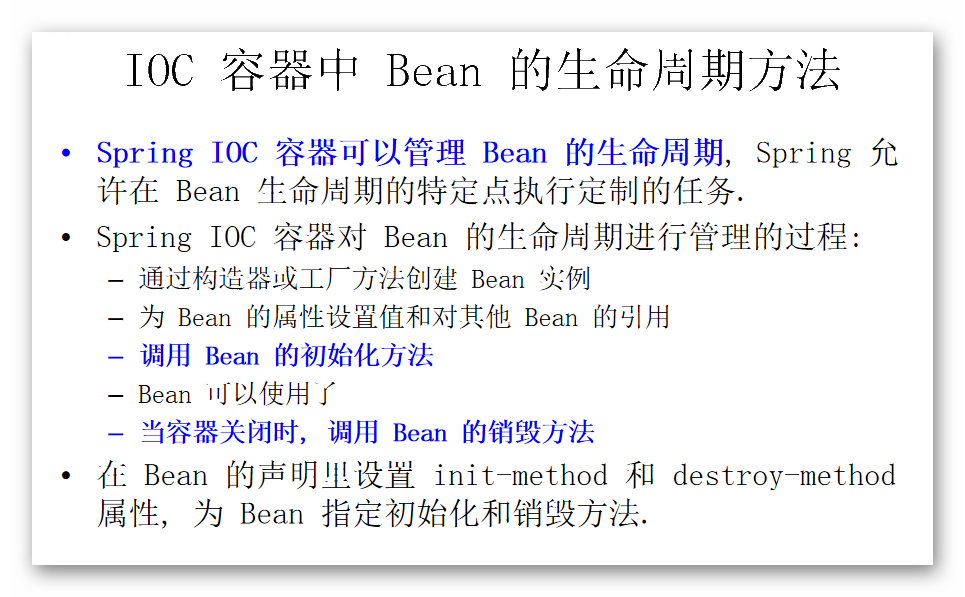 IOC 容器中 Bean 的生命周期方法
• Spring IOC 容器可以管理 Bean 的生命周期, Spring 允
许在 Bean 生命周期的特定点执行定制的任务.
• Spring IOC 容器对 Bean 的生命周期进行管理的过程:
– 通过构造器或工厂方法创建 Bean 实例
– 为 Bean 的属性设置值和对其他 Bean 的引用
– 调用 Bean 的初始化方法
– Bean 可以使用了
– 当容器关闭时, 调用 Bean 的销毁方法
• 在 Bean 的声明里设置 init-method 和 destroy-method
属性, 为 Bean 指定初始化和销毁方法.